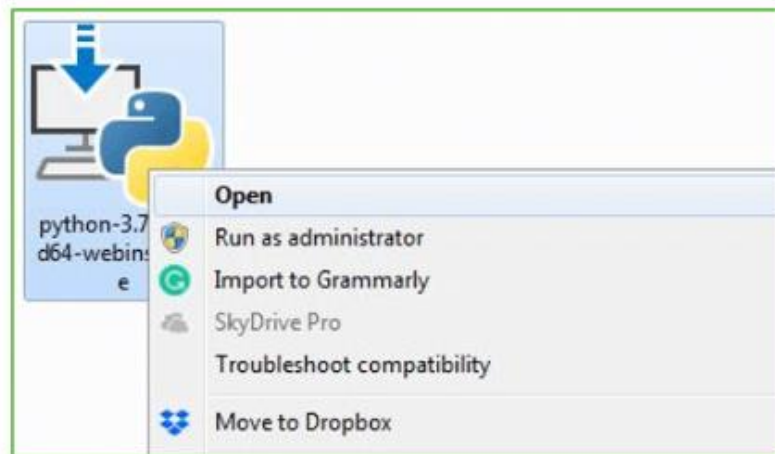 python-3.7
d64-webins
e
Open
Run as administrator
Import to Grammarly
SkyDrive Pro
Troubleshoot compatibility
Move to Dropbox